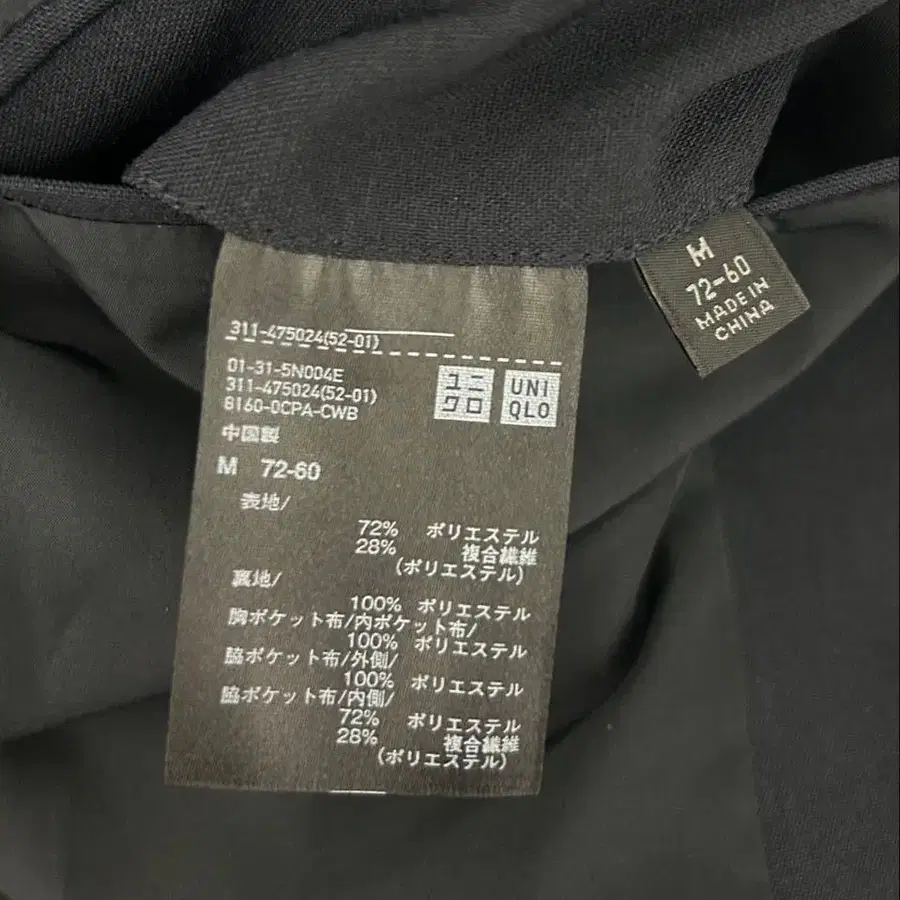 311-475024(52-01)
01-31-5N004E
311-475024(52-01)
8160-0CPA-CWB
ユニ
クロ
UNI
QLO
中国製
M 72-60
表地/
72% ポリエステル
28% 複合繊維
(ポリエステル)
裏地/
100% ポリエステル
胸ポケット布/内ポケット布/
100% ポリエステル
脇ポケット布/外側/
100% ポリエステル
脇ポケット布/内側/
72% ポリエステル
28% 複合繊維
(ポリエステル)
M
72-60
MADE IN
CHINA